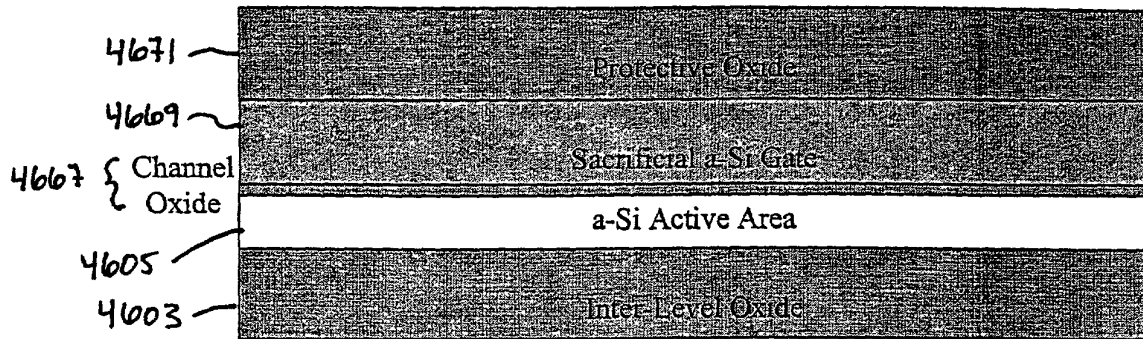 4671
Protective Oxide
4669
Sacrificial a-Si Gate
4667 { Channel
Oxide
a-Si Active Area
4605
4603
Inter-Level Oxide